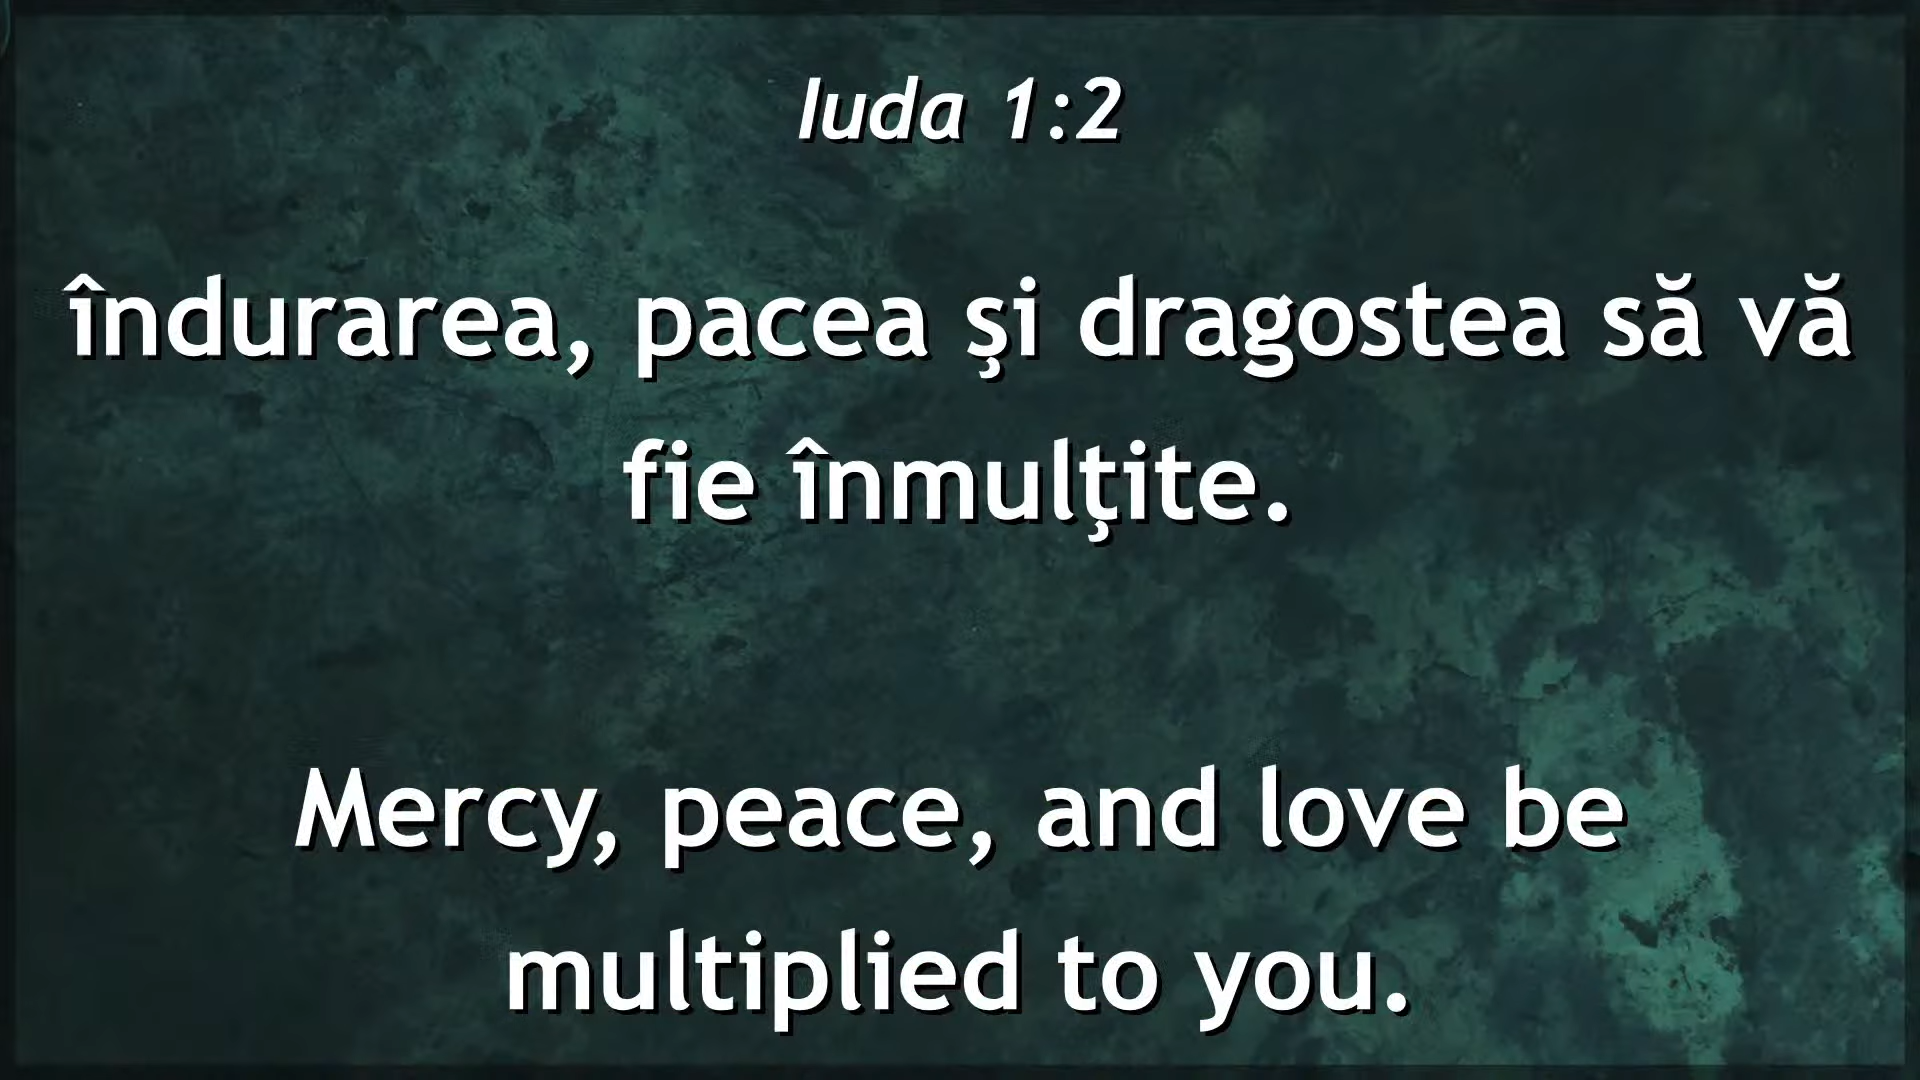 Iuda 1:2
îndurarea, pacea şi dragostea să vă
fie înmulţite.
Mercy, peace, and love be
multiplied to you.